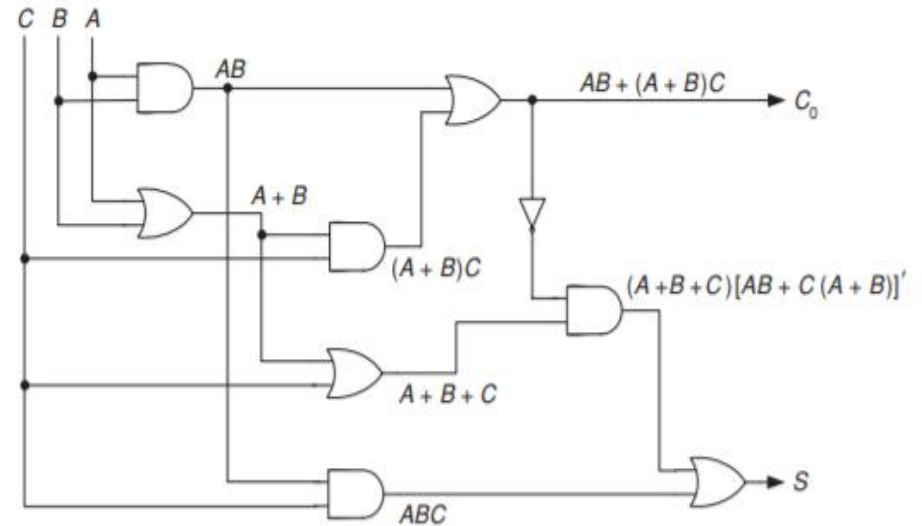 C B A
AB
AB + (A + B)C
C₀
A + B
(A + B)C
(A +B+C)[AB + C (A + B)]′
A + B + C
S
ABC